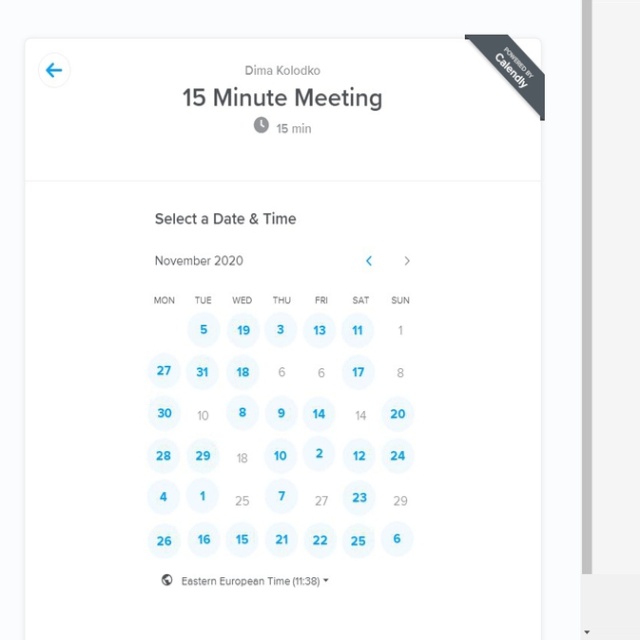 POWERED BY
Calendly
Dima Kolodko
15 Minute Meeting
15 min
Select a Date & Time
November 2020
MON TUE WED THU FRI SAT SUN
5 19 3 13 11 1
27 31 18 6 6 17 8
30 10 8 9 14 14 20
28 29 18 10 2 12 24
4 1 25 7 27 23 29
26 16 15 21 22 25 6
Eastern European Time (11:38)